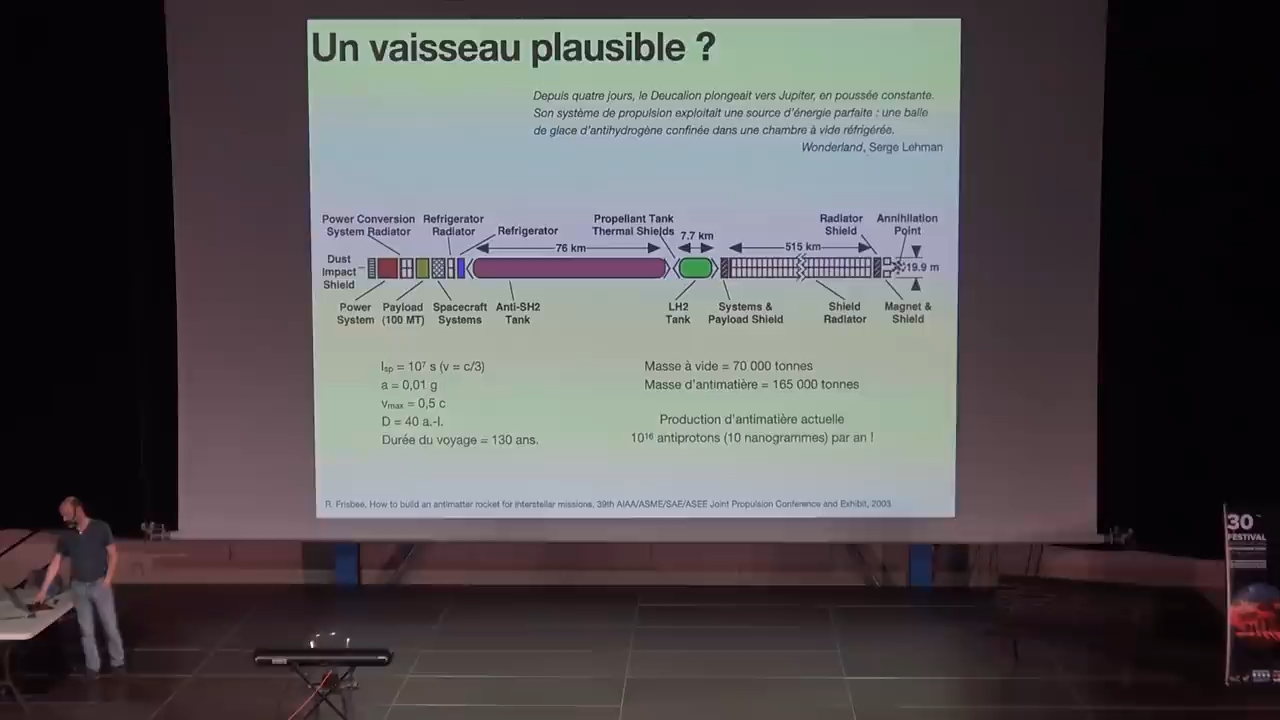 Un vaisseau plausible ?
Depuis quatre jours, le Deucalion plongeait vers Jupiter, en poussée constante.
Son système de propulsion exploitait une source d'énergie parfaite : une balle
de glace d'antihydrogène confinée dans une chambre à vide réfrigérée.
Wonderland, Serge Lehman
Power Conversion
System Radiator
Refrigerator
Radiator
Refrigerator
Propellant Tank
Thermal Shields
Radiator
Shield
Annihilation
Point
76 km
7.7 km
515 km
Dust
Impact
Shield
19.9 m
Power
System
Payload
(100 MT)
Spacecraft
Systems
Anti-SH2
Tank
LH2
Tank
Systems &
Payload Shield
Shield
Radiator
Magnet &
Shield
Isp = 10⁷ s (v = c/3)
a = 0,01 g
vmax = 0,5 c
D = 40 a.-l.
Durée du voyage = 130 ans.
Masse à vide = 70 000 tonnes
Masse d'antimatière = 165 000 tonnes
Production d'antimatière actuelle
10¹⁶ antiprotons (10 nanogrammes) par an !
R. Frisbee, How to build an antimatter rocket for interstellar missions, 39th AIAA/ASME/SAE/ASEE Joint Propulsion Conference and Exhibit, 2003
30
FESTIVAL